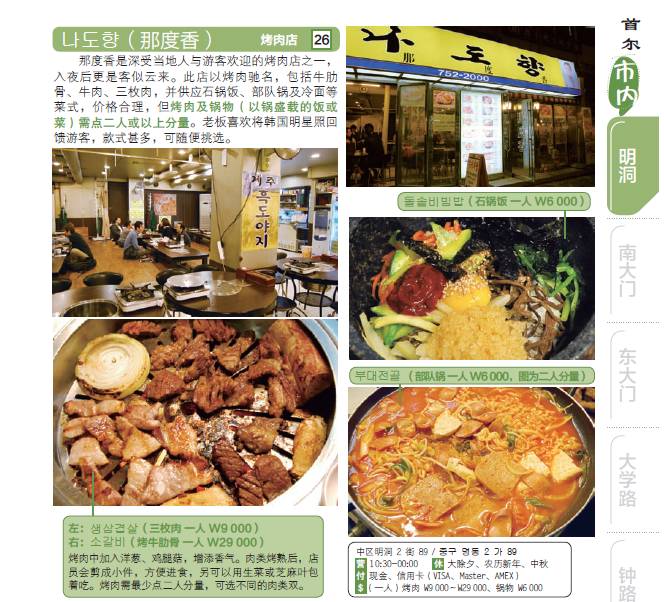 나도향（那度香）
烤肉店 26
那度香是深受当地人与游客欢迎的烤肉店之一，
入夜后更是客似云来。此店以烤肉驰名，包括牛肋
骨、牛肉、三枚肉，并供应石锅饭、部队锅及冷面等
菜式，价格合理，但烤肉及锅物（以锅盛载的饭或
菜）需点二人或以上分量。老板喜欢将韩国明星照回
馈游客，款式甚多，可随便挑选。
제주
흑도야지
左：생삼겹살（三枚肉 一人 W9 000）
右：소갈비（烤牛肋骨 一人 W29 000）
烤肉中加入洋葱、鸡腿菇，增添香气。肉类烤熟后，店
员会剪成小件，方便进食，另可以用生菜或芝麻叶包
着吃。烤肉需最少点二人分量，可选不同的肉类双。
나 도 향
那 度 香
752-2000
돌솥비빔밥（石锅饭 一人 W6 000）
부대전골（部队锅 一人 W6 000，图为二人分量）
中区明洞 2 街 89 / 중구 명동 2 가 89
营 10:30—00:00 休 大除夕、农历新年、中秋
付 现金、信用卡（VISA、Master、AMEX）
$（一人）烤肉 W9 000～W29 000、锅物 W6 000
首
尔
市内
明洞
南大门
东大门
大学路
钟路